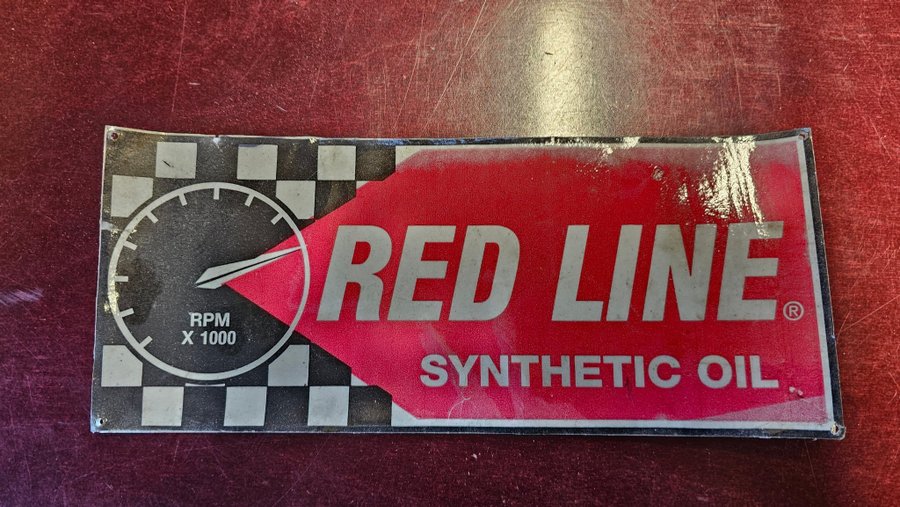 RPM
X 1000
RED LINE®
SYNTHETIC OIL